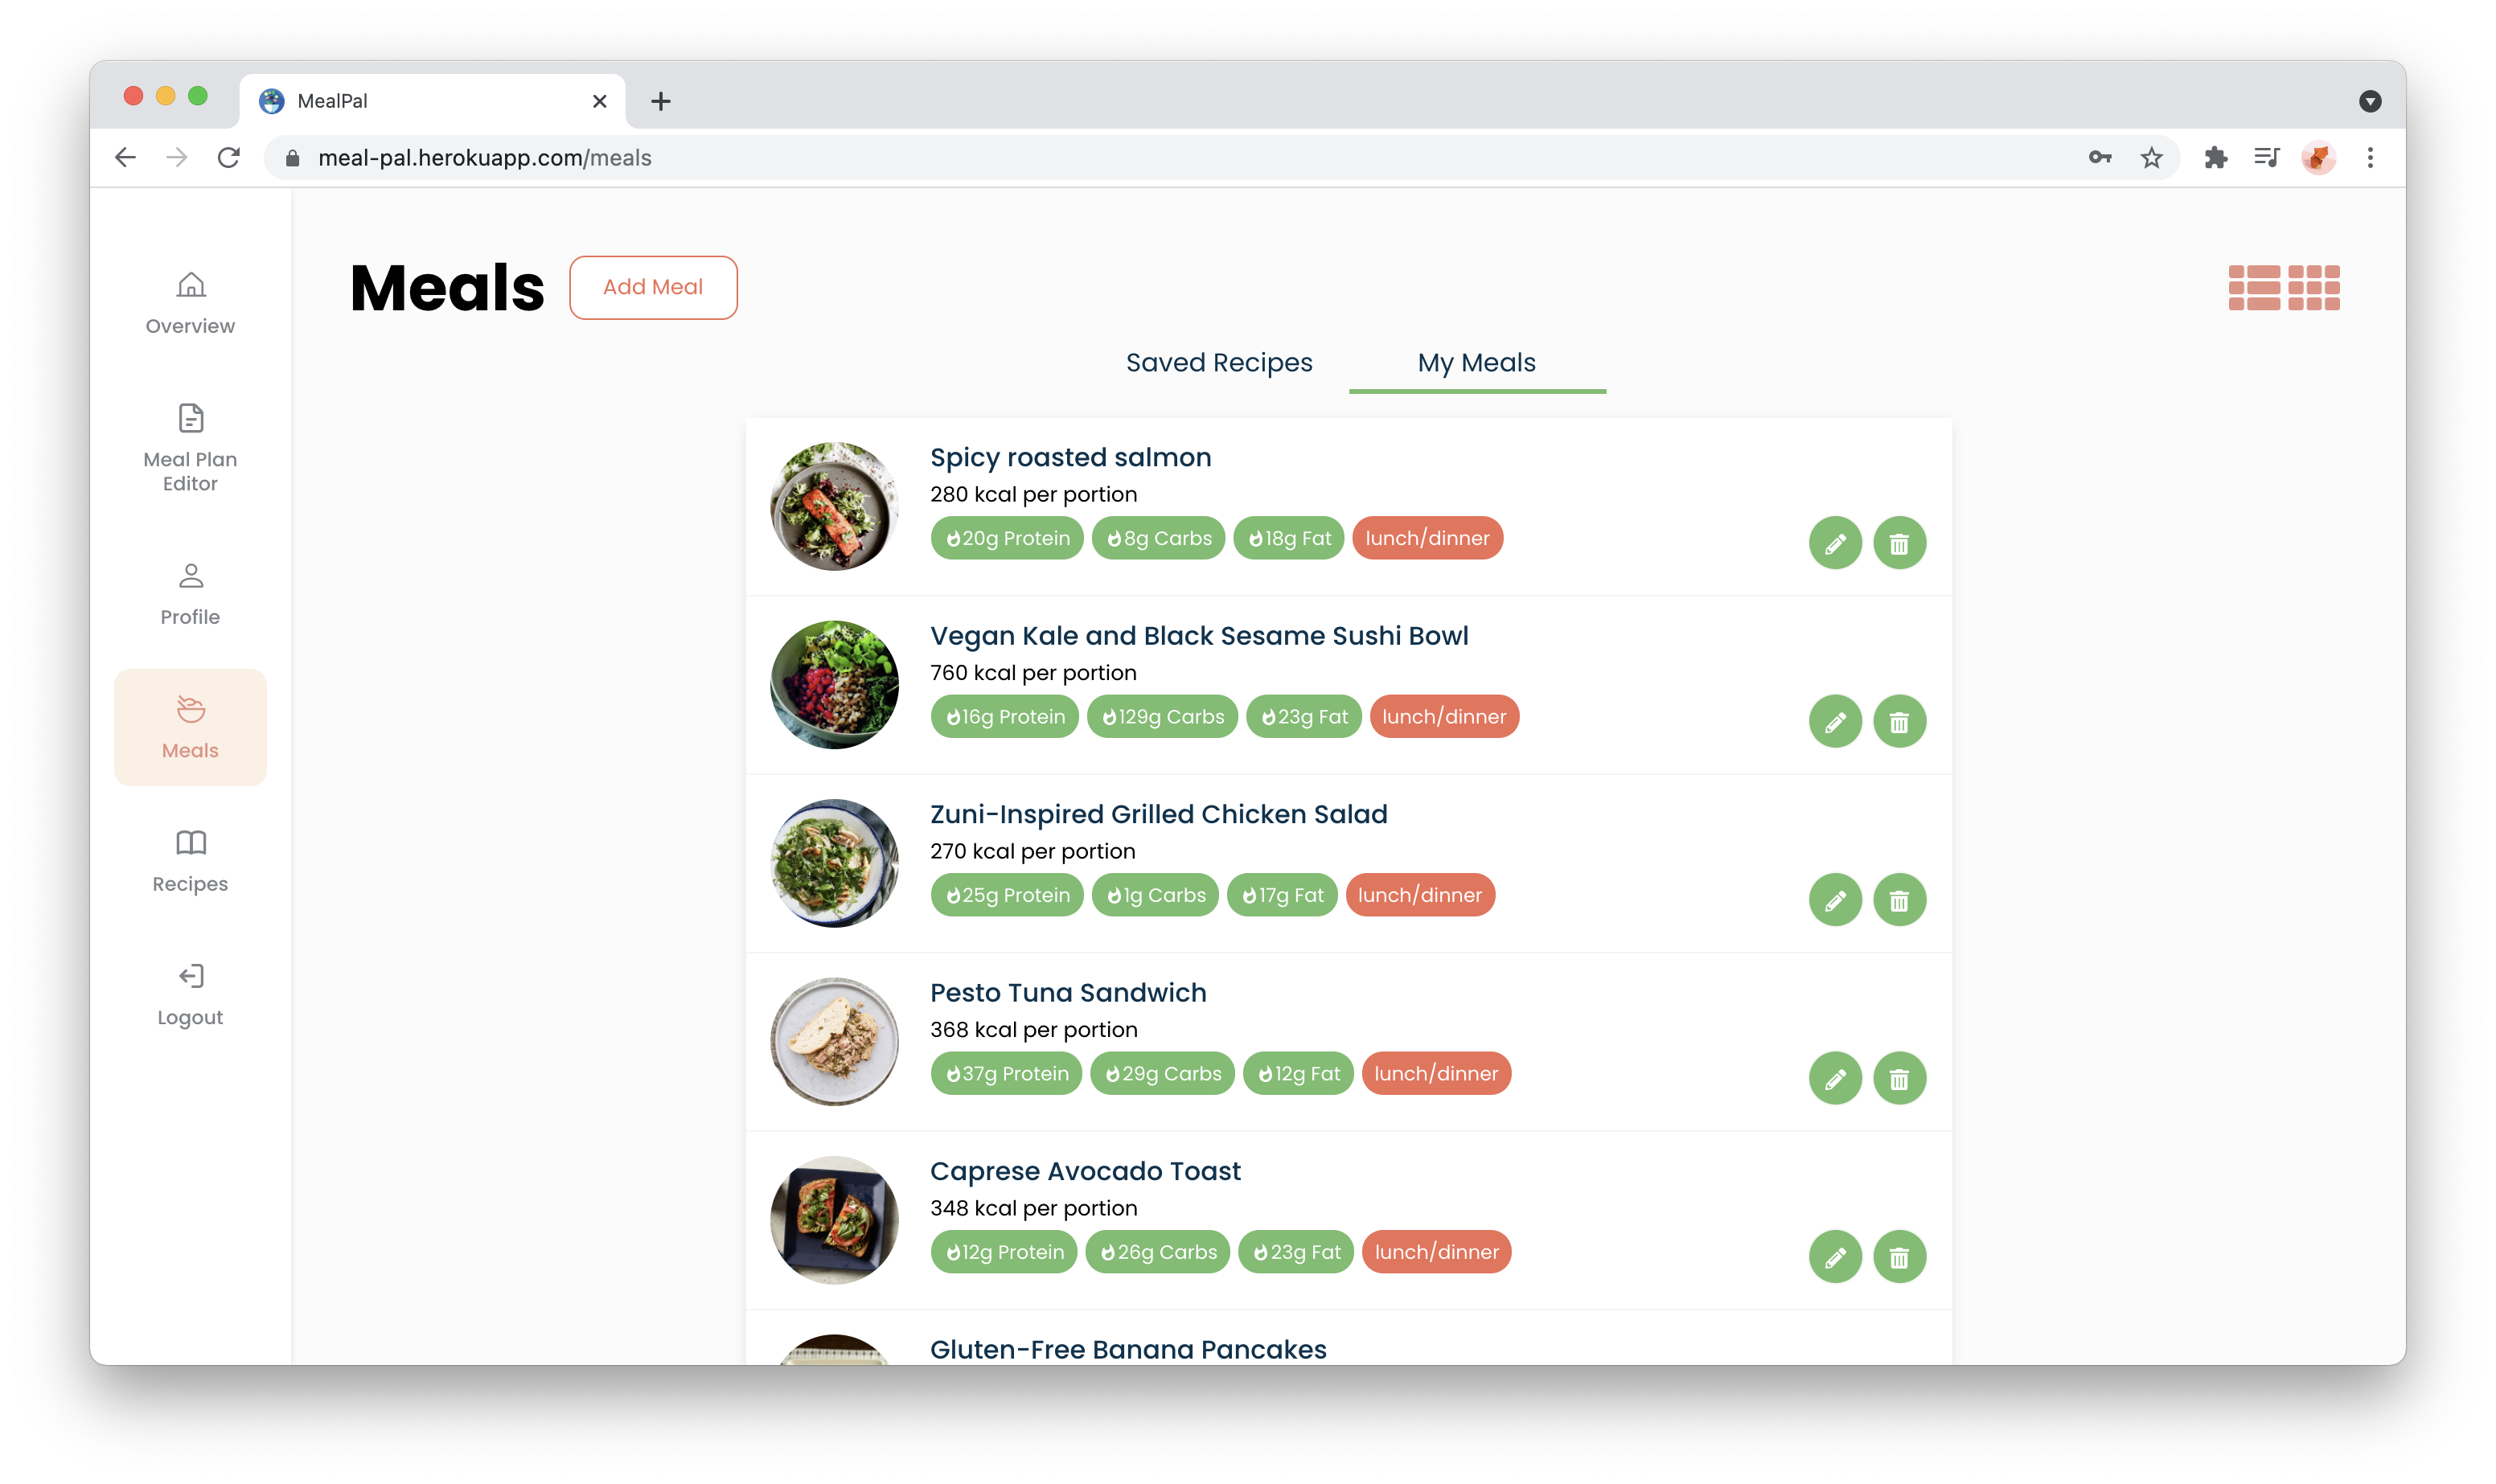 MealPal
meal-pal.herokuapp.com/meals
Overview
Meal Plan
Editor
Profile
Meals
Recipes
Logout
Meals
Add Meal
Saved Recipes
My Meals
Spicy roasted salmon
280 kcal per portion
20g Protein 8g Carbs 18g Fat lunch/dinner
Vegan Kale and Black Sesame Sushi Bowl
760 kcal per portion
16g Protein 129g Carbs 23g Fat lunch/dinner
Zuni-Inspired Grilled Chicken Salad
270 kcal per portion
25g Protein 1g Carbs 17g Fat lunch/dinner
Pesto Tuna Sandwich
368 kcal per portion
37g Protein 29g Carbs 12g Fat lunch/dinner
Caprese Avocado Toast
348 kcal per portion
12g Protein 26g Carbs 23g Fat lunch/dinner
Gluten-Free Banana Pancakes